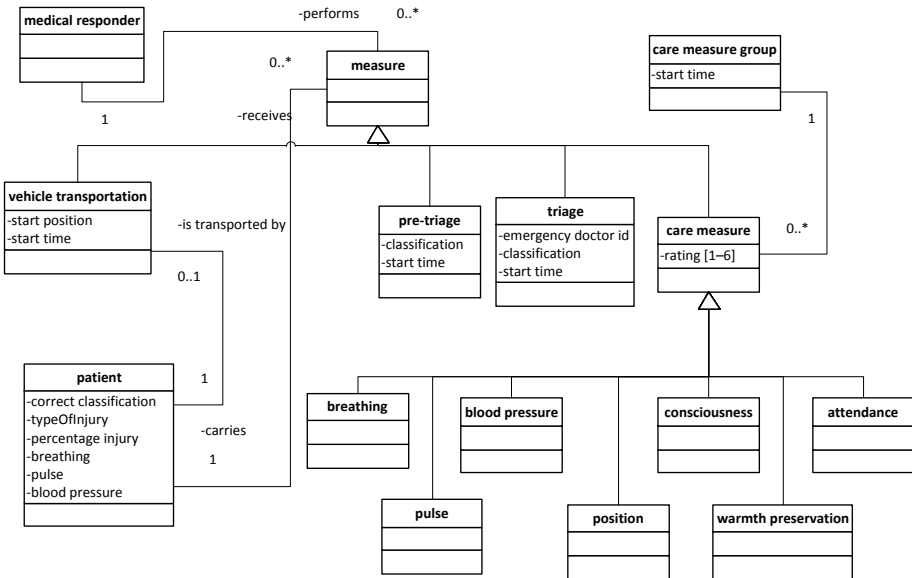 medical responder
-performs
0..*
1
measure
0..*
-receives
care measure group
-start time
1
vehicle transportation
-start position
-start time
-is transported by
0..1
pre-triage
-classification
-start time
triage
-emergency doctor id
-classification
-start time
care measure
-rating [1–6]
0..*
patient
-correct classification
-typeOfInjury
-percentage injury
-breathing
-pulse
-blood pressure
1
-carries
1
breathing
blood pressure
consciousness
attendance
pulse
position
warmth preservation